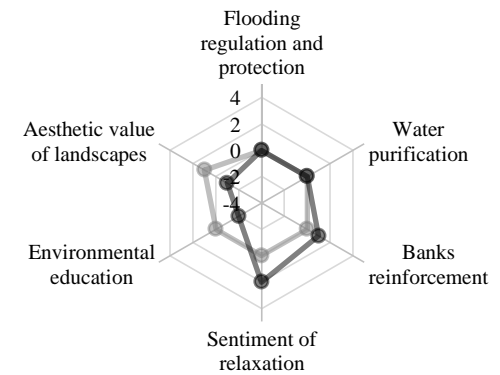 Flooding
regulation and
protection
4
2
0
-2
-4
Water
purification
Banks
reinforcement
Sentiment of
relaxation
Environmental
education
Aesthetic value
of landscapes